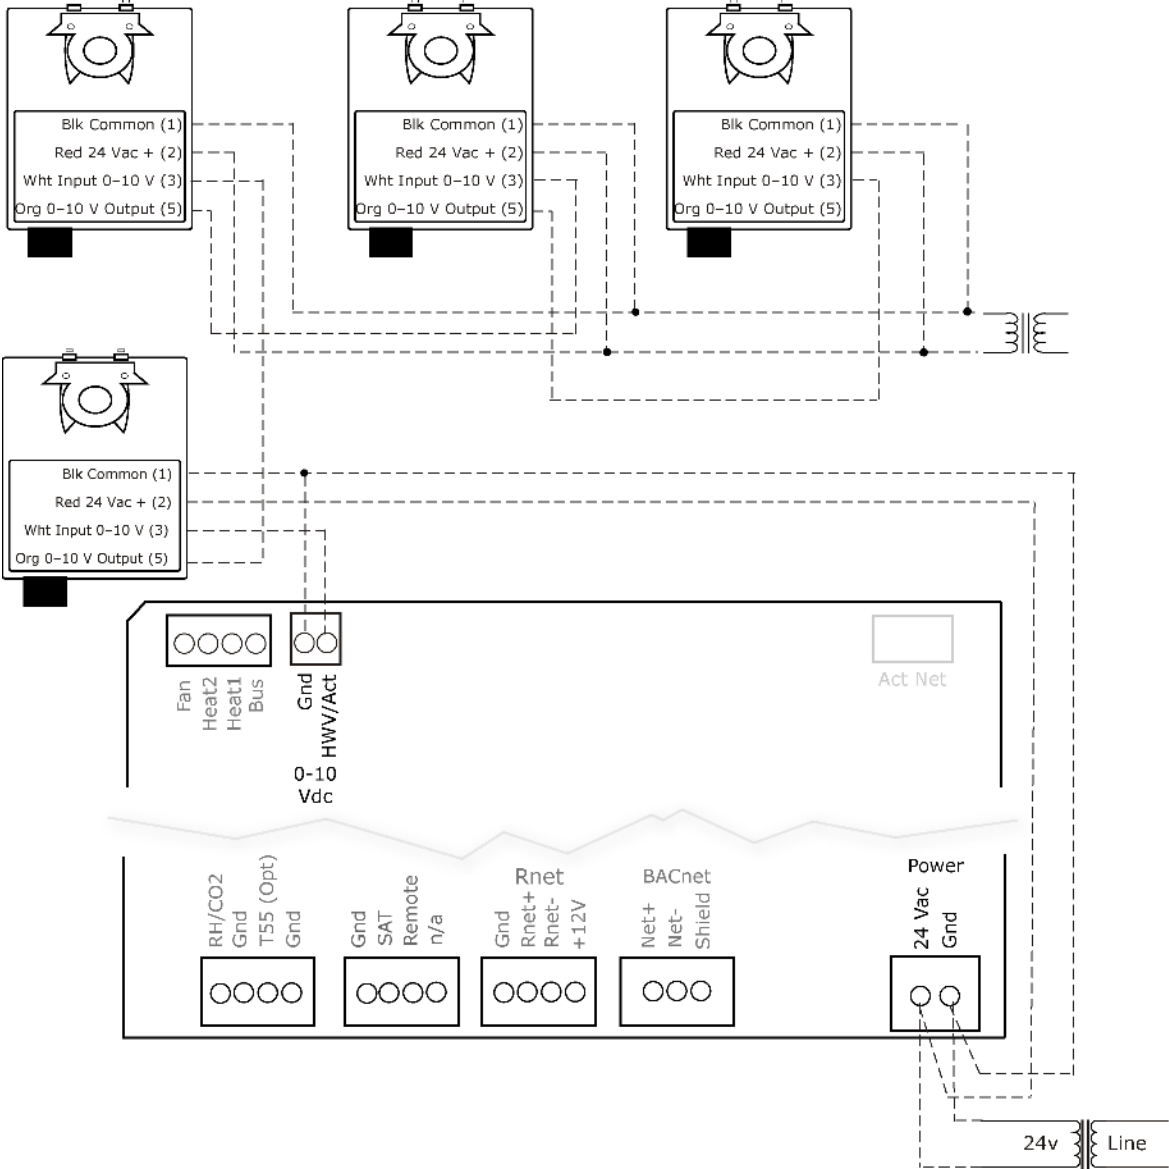 Blk Common (1)
Red 24 Vac + (2)
Wht Input 0–10 V (3)
Org 0–10 V Output (5)
Blk Common (1)
Red 24 Vac + (2)
Wht Input 0–10 V (3)
Org 0–10 V Output (5)
Blk Common (1)
Red 24 Vac + (2)
Wht Input 0–10 V (3)
Org 0–10 V Output (5)
Blk Common (1)
Red 24 Vac + (2)
Wht Input 0–10 V (3)
Org 0–10 V Output (5)
Fan
Heat2
Heat1
Bus
Gnd
HWV/Act
0-10
Vdc
Act Net
RH/CO2
Gnd
T55 (Opt)
Gnd
Gnd
SAT
Remote
n/a
Rnet
Gnd
Rnet+
Rnet-
+12V
BACnet
Net+
Net-
Shield
Power
24 Vac
Gnd
24v
Line